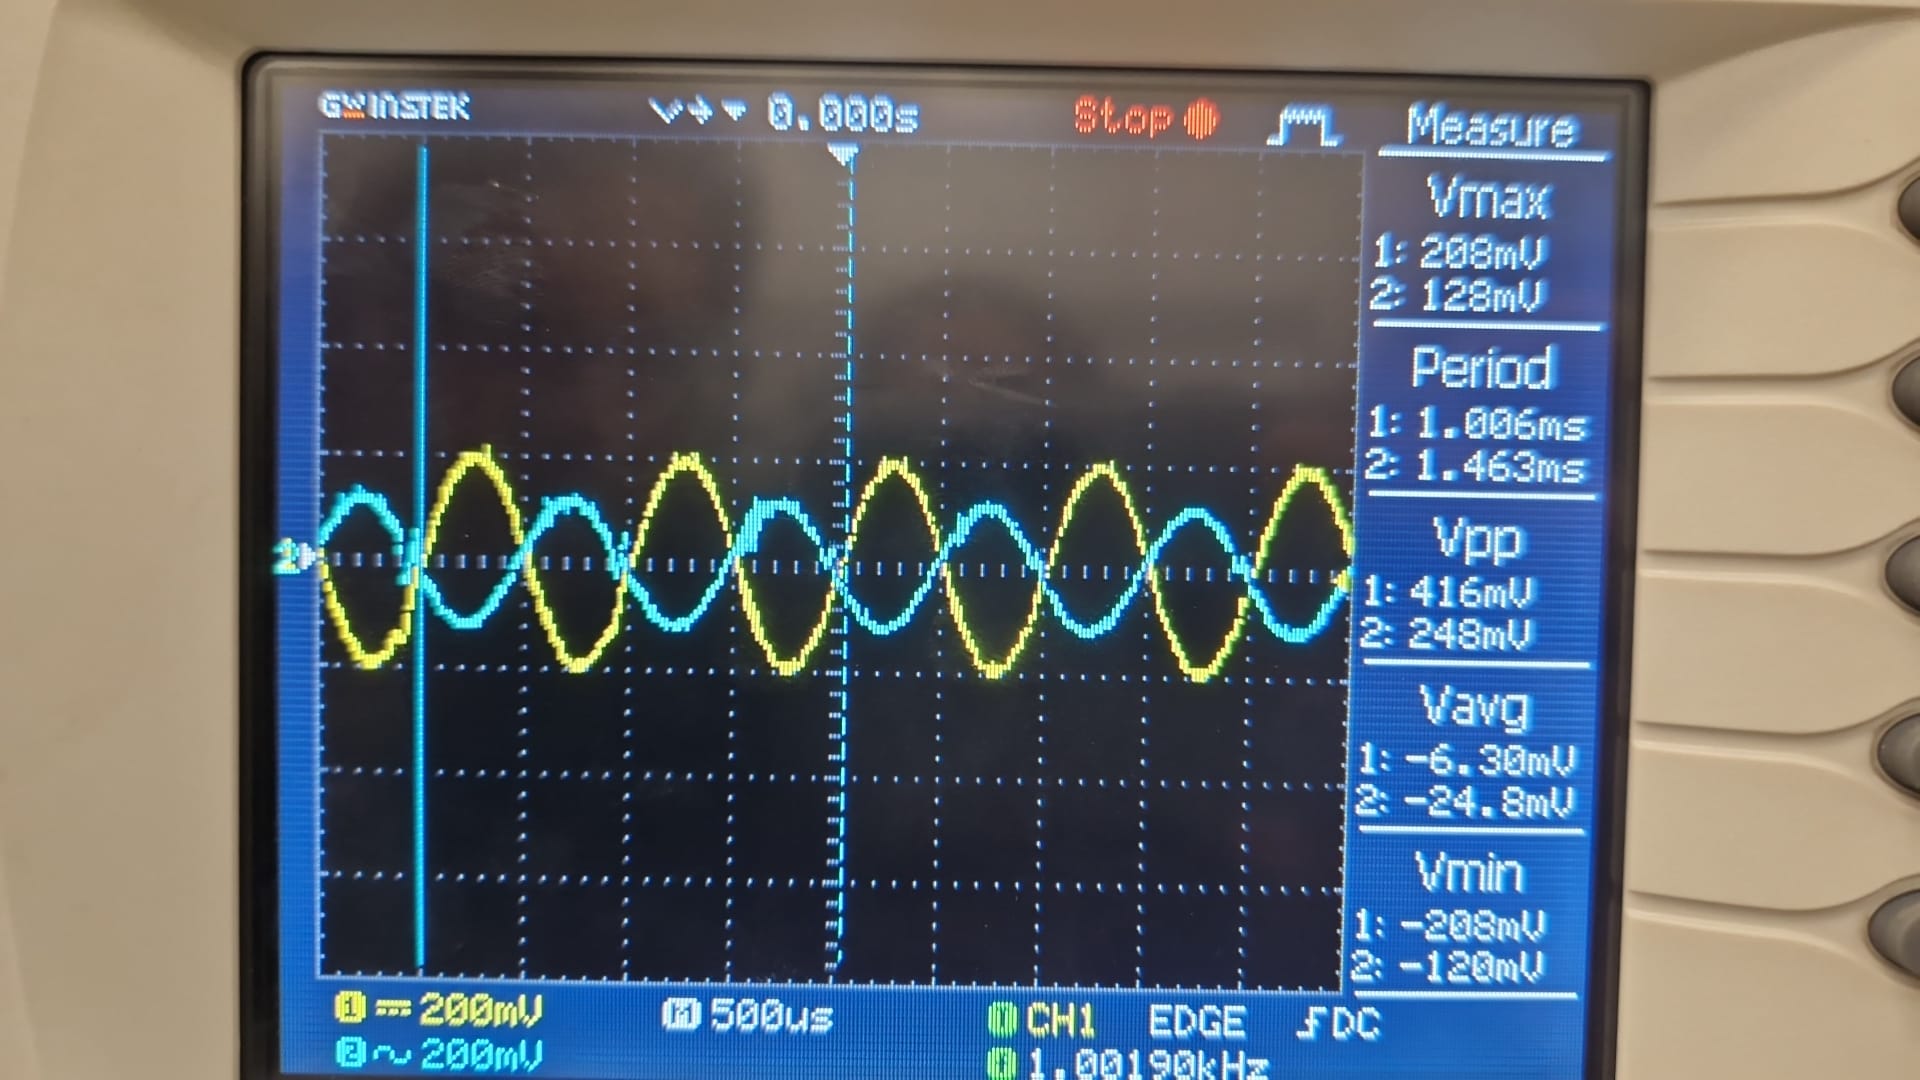 GWINSTEK 0.000s Stop
Measure
Vmax
1: 208mV
2: 128mV
Period
1: 1.006ms
2: 1.463ms
Vpp
1: 416mV
2: 248mV
Vavg
1: -6.30mV
2: -24.8mV
Vmin
1: -208mV
2: -120mV
2
1 200mV M 500us CH1 EDGE DC
2 200mV 1.00190kHz